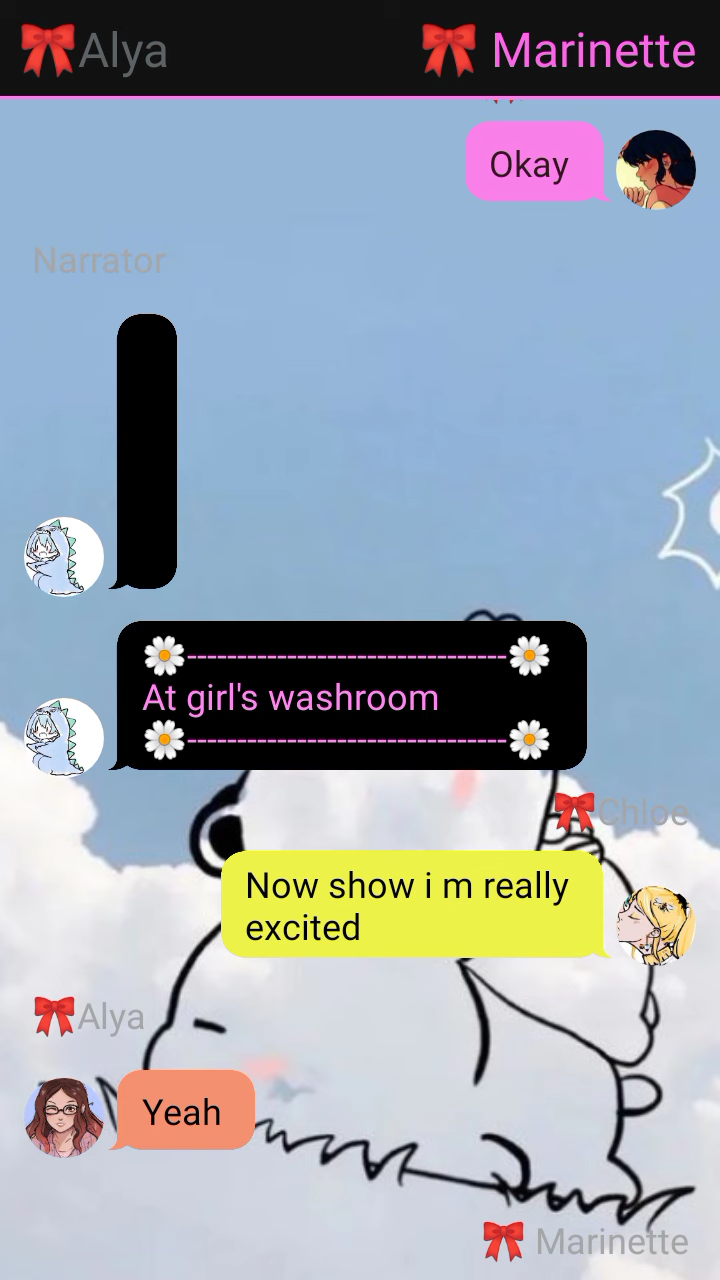 🎀Alya 🎀 Marinette
Okay
Narrator
🌼--------------------------------🌼
At girl's washroom
🌼--------------------------------🌼
🎀Chloe
Now show i m really
excited
🎀Alya
Yeah
🎀 Marinette